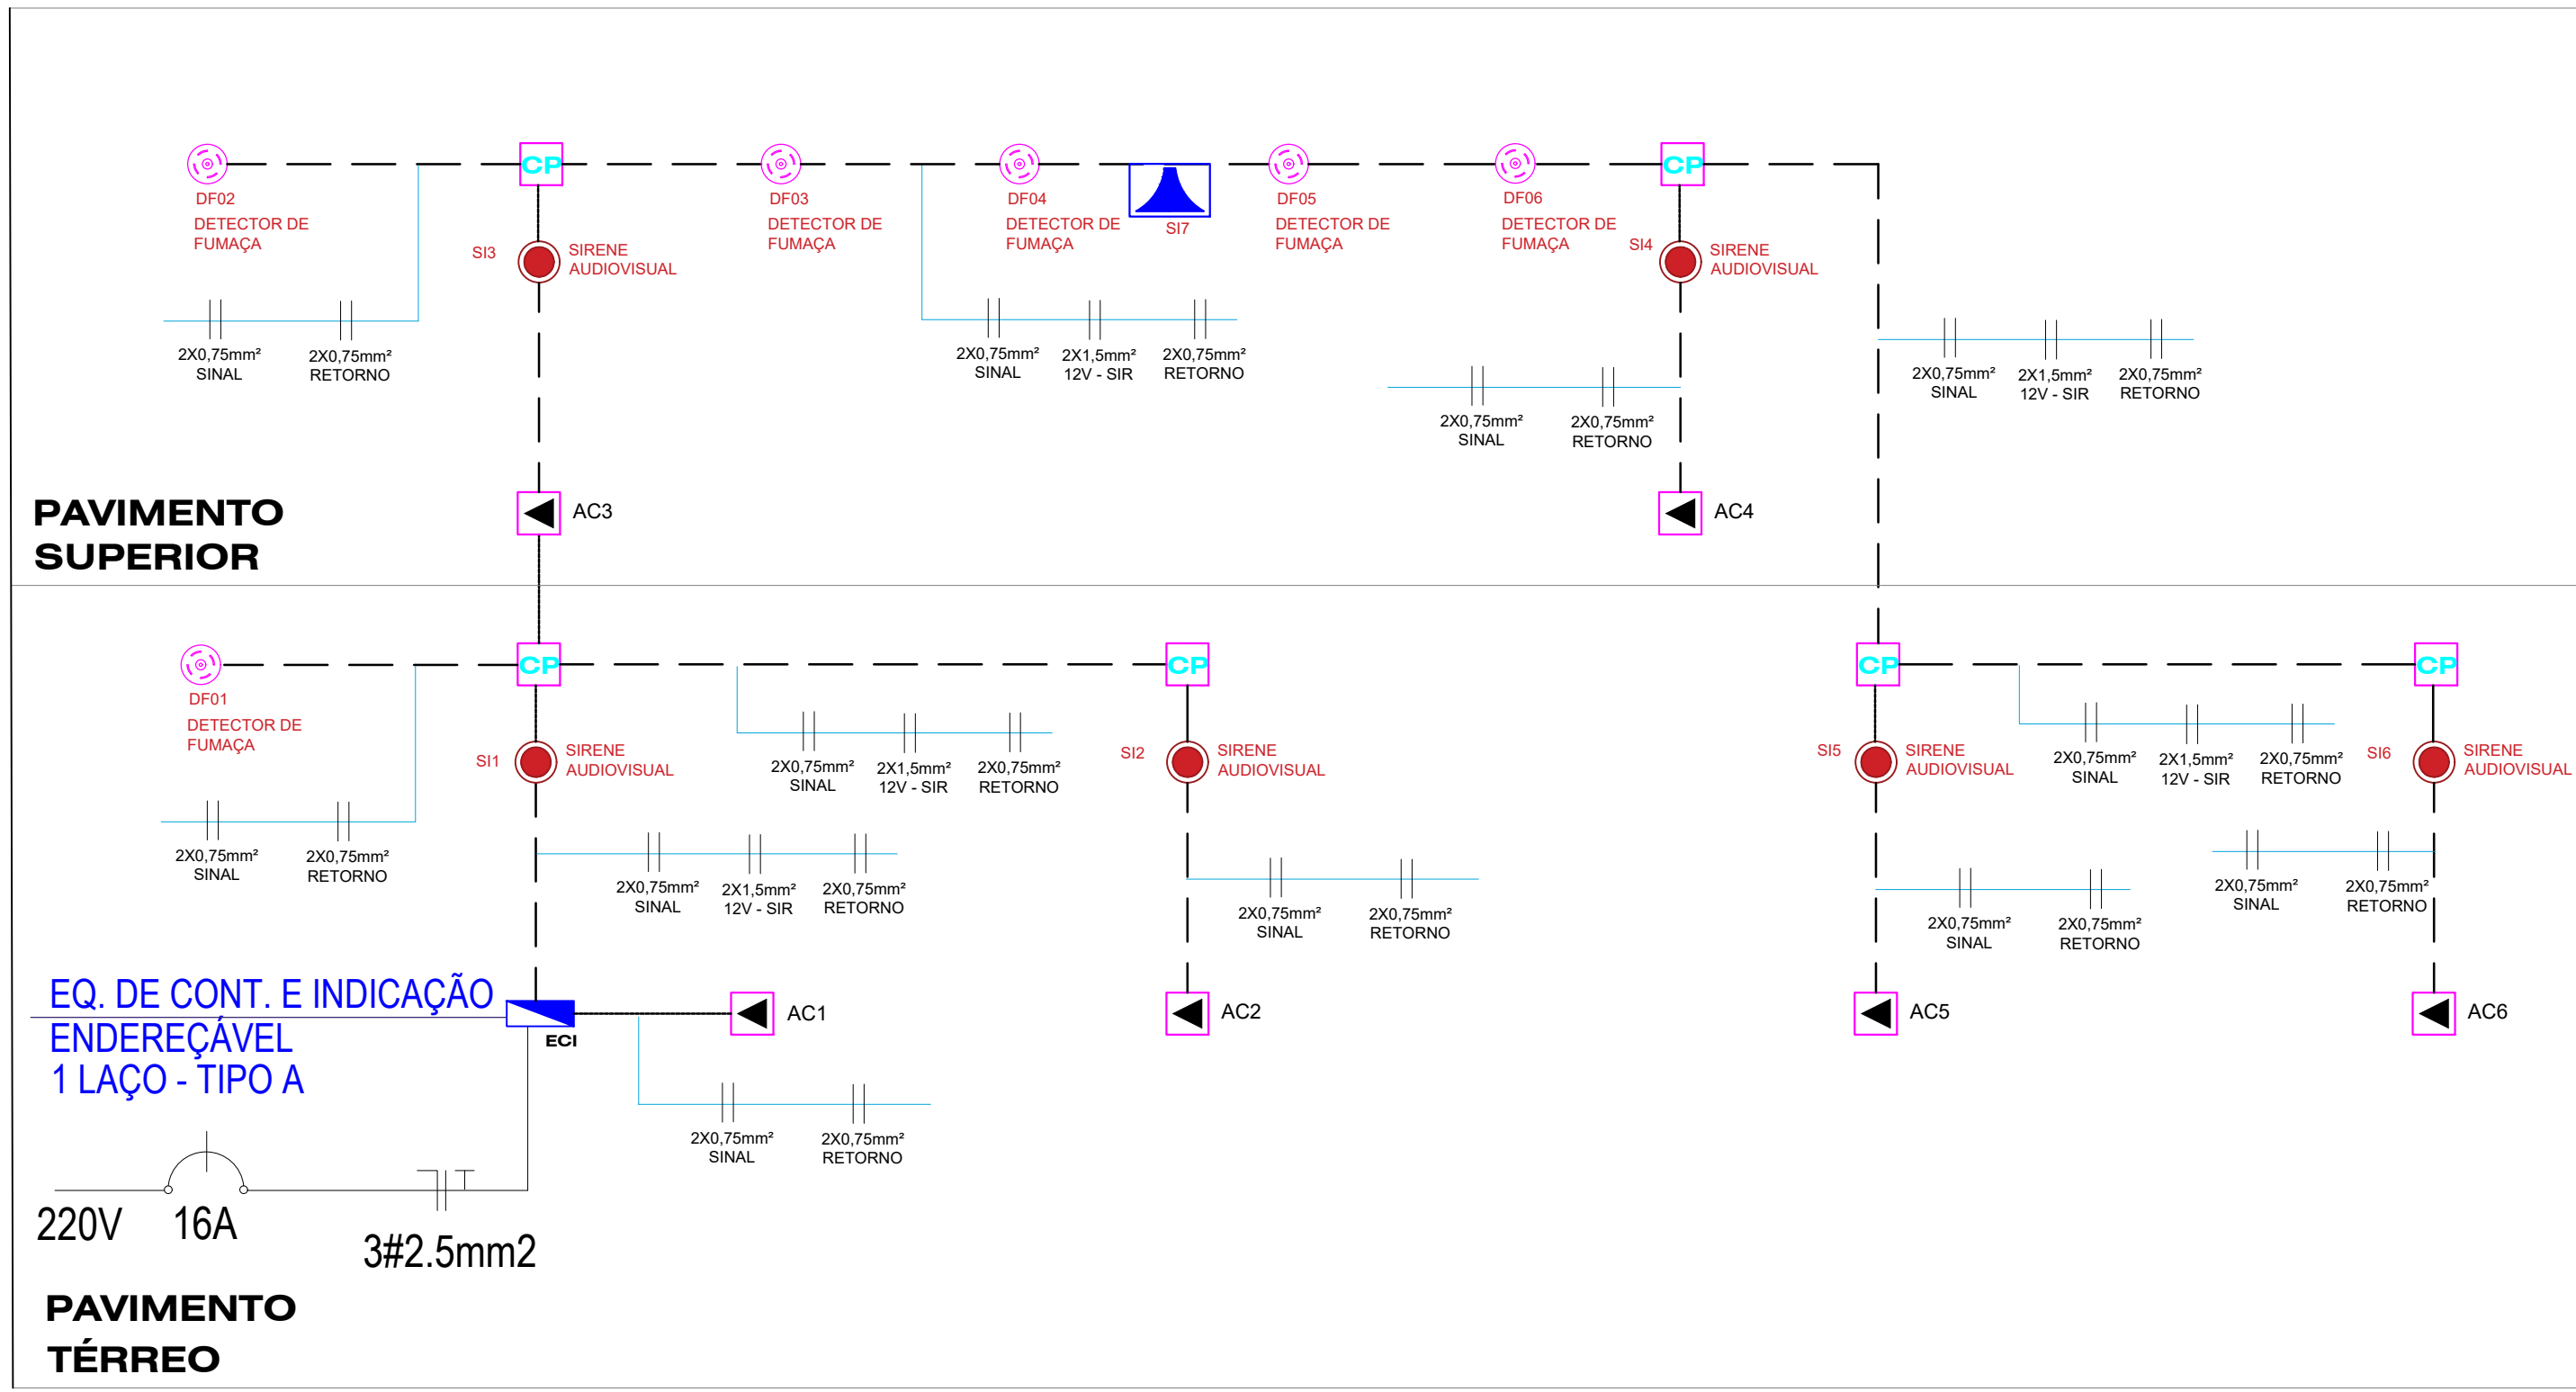 CP
CP
DF02
DETECTOR DE
FUMAÇA
DF03
DETECTOR DE
FUMAÇA
DF04
DETECTOR DE
FUMAÇA
SI7
DF05
DETECTOR DE
FUMAÇA
DF06
DETECTOR DE
FUMAÇA
SI3
SIRENE
AUDIOVISUAL
SI4
SIRENE
AUDIOVISUAL
2X0,75mm²
SINAL
2X0,75mm²
RETORNO
2X0,75mm²
SINAL
2X1,5mm²
12V - SIR
2X0,75mm²
RETORNO
2X0,75mm²
SINAL
2X0,75mm²
RETORNO
2X0,75mm²
SINAL
2X1,5mm²
12V - SIR
2X0,75mm²
RETORNO
AC3
AC4
PAVIMENTO
SUPERIOR
CP
CP
CP
CP
DF01
DETECTOR DE
FUMAÇA
SI1
SIRENE
AUDIOVISUAL
2X0,75mm²
SINAL
2X1,5mm²
12V - SIR
2X0,75mm²
RETORNO
SI2
SIRENE
AUDIOVISUAL
SI5
SIRENE
AUDIOVISUAL
2X0,75mm²
SINAL
2X1,5mm²
12V - SIR
2X0,75mm²
RETORNO
SI6
SIRENE
AUDIOVISUAL
2X0,75mm²
SINAL
2X0,75mm²
RETORNO
2X0,75mm²
SINAL
2X1,5mm²
12V - SIR
2X0,75mm²
RETORNO
2X0,75mm²
SINAL
2X0,75mm²
RETORNO
2X0,75mm²
SINAL
2X0,75mm²
RETORNO
2X0,75mm²
SINAL
2X0,75mm²
RETORNO
EQ. DE CONT. E INDICAÇÃO
ENDEREÇÁVEL
1 LAÇO - TIPO A
ECI
AC1
AC2
AC5
AC6
2X0,75mm²
SINAL
2X0,75mm²
RETORNO
220V
16A
3#2.5mm2
PAVIMENTO
TÉRREO